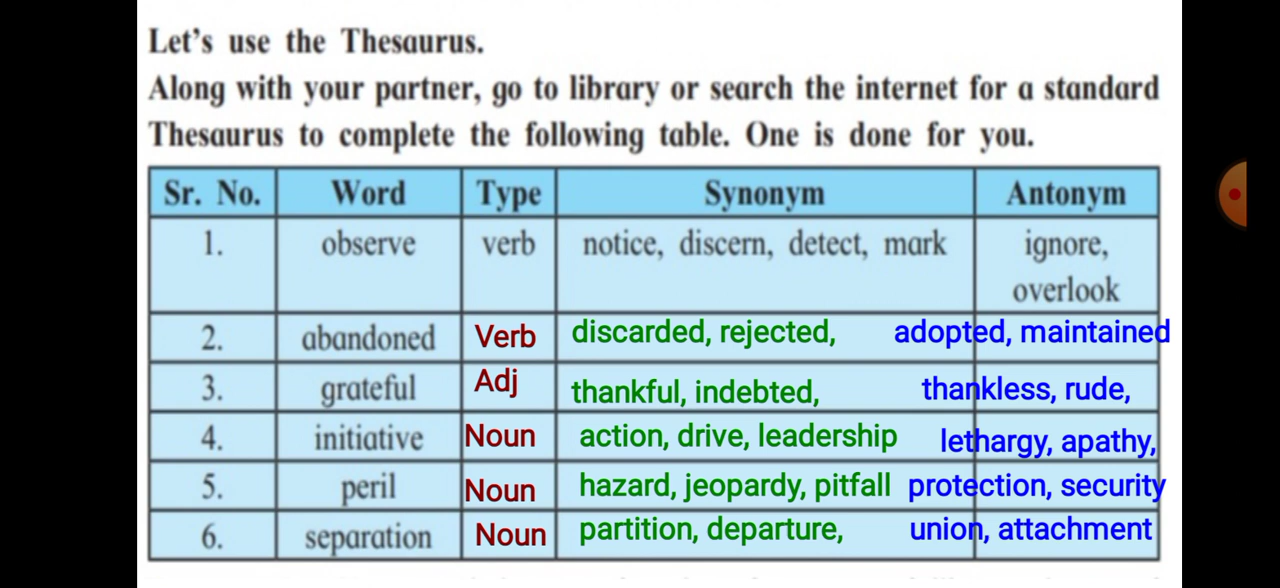 Let's use the Thesaurus.
Along with your partner, go to library or search the internet for a standard
Thesaurus to complete the following table. One is done for you.
Sr. No. Word Type Synonym Antonym
1. observe verb notice, discern, detect, mark ignore,
overlook
2. abandoned Verb discarded, rejected, adopted, maintained
3. grateful Adj thankful, indebted, thankless, rude,
4. initiative Noun action, drive, leadership lethargy, apathy,
5. peril Noun hazard, jeopardy, pitfall protection, security
6. separation Noun partition, departure, union, attachment